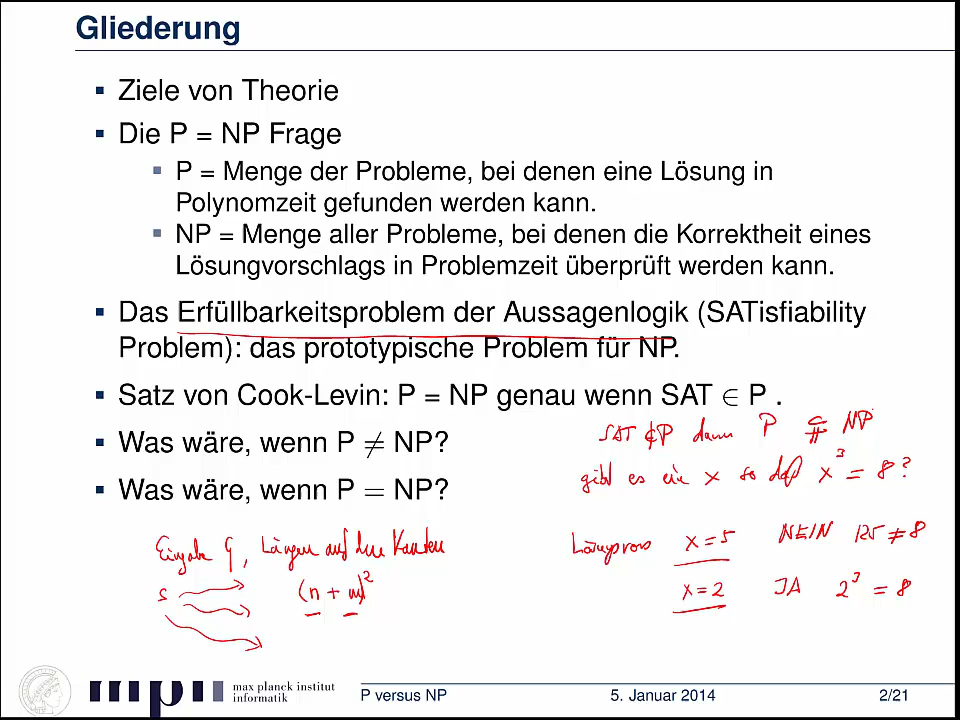 Gliederung
Ziele von Theorie
Die P = NP Frage
P = Menge der Probleme, bei denen eine Lösung in
Polynomzeit gefunden werden kann.
NP = Menge aller Probleme, bei denen die Korrektheit eines
Lösungvorschlags in Problemzeit überprüft werden kann.
Das Erfüllbarkeitsproblem der Aussagenlogik (SATisfiability
Problem): das prototypische Problem für NP.
Satz von Cook-Levin: P = NP genau wenn SAT ∈ P .
Was wäre, wenn P ≠ NP?
Was wäre, wenn P = NP?
SAT ∉ P dann P ⊊ NP
gibt es ein x so daß x³ = 8?
x = 5 NEIN 125 ≠ 8
x = 2 JA 2³ = 8
Eingabe G, Längen auf den Kanten
s (n + m)²
max planck institut
informatik
P versus NP 5. Januar 2014 2/21